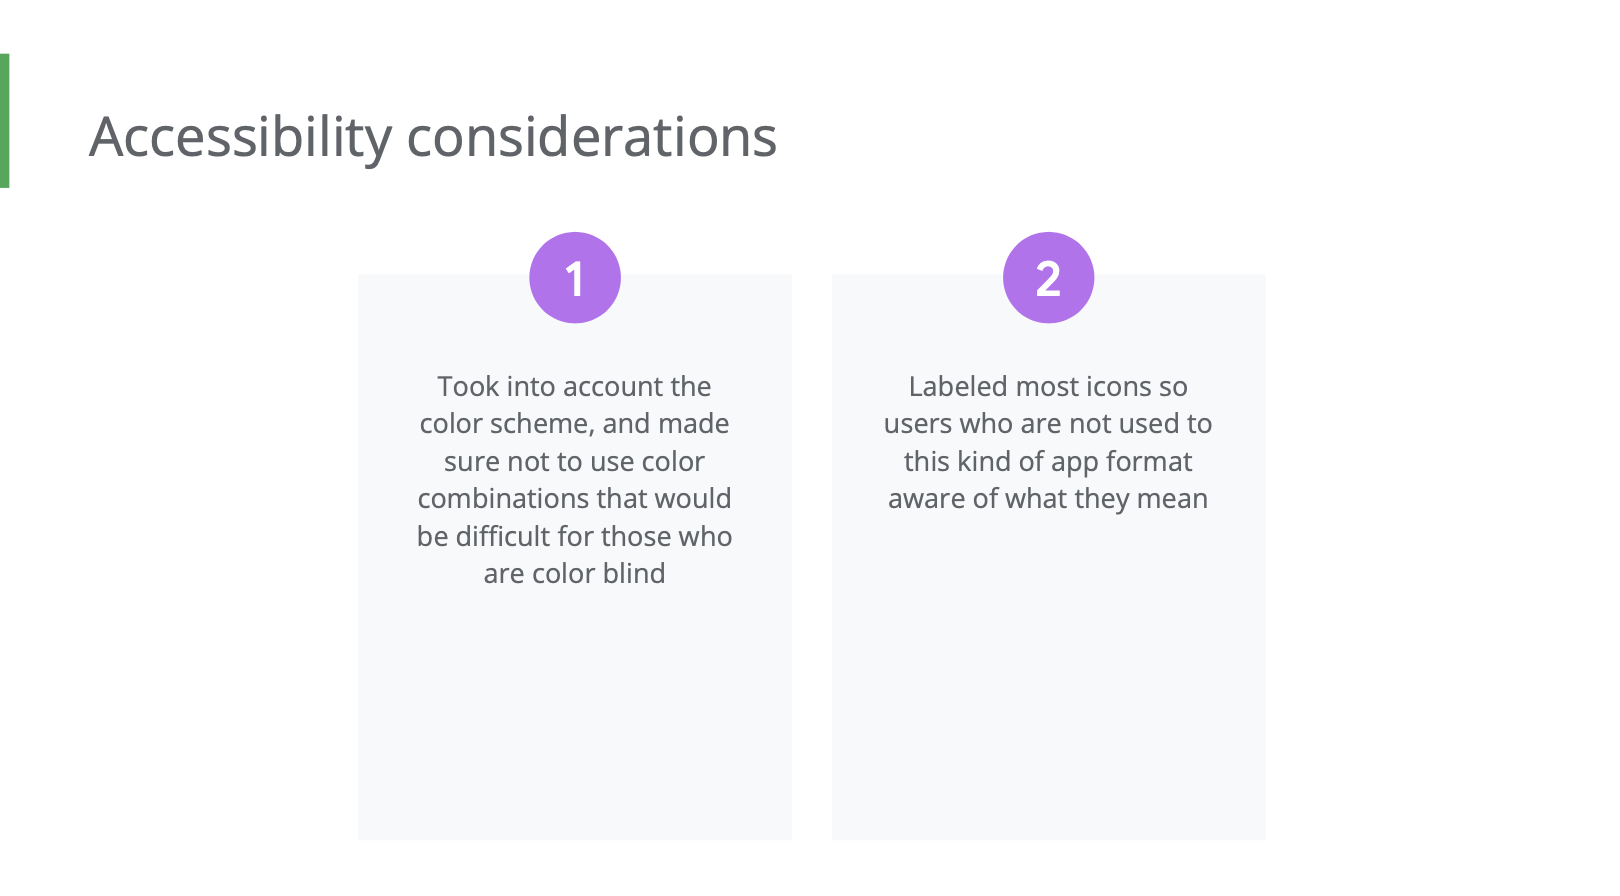 Accessibility considerations
1
Took into account the
color scheme, and made
sure not to use color
combinations that would
be difficult for those who
are color blind
2
Labeled most icons so
users who are not used to
this kind of app format
aware of what they mean